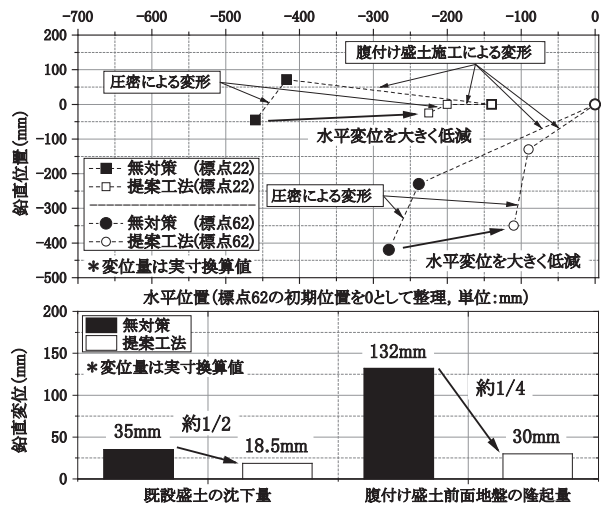 -700 -600 -500 -400 -300 -200 -100 0
200
150
100
50
0
-50
-100
-150
-200
-250
-300
-350
-400
-450
-500
鉛直位置(mm)
腹付け盛土施工による変形
圧密による変形
水平変位を大きく低減
無対策 (標点22)
提案工法(標点22)
無対策 (標点62)
提案工法(標点62)
＊変位量は実寸換算値
圧密による変形
水平変位を大きく低減
水平位置(標点62の初期位置を0として整理, 単位:mm)
200
150
100
50
0
鉛直変位(mm)
無対策
提案工法
＊変位量は実寸換算値
35mm
約1/2
18.5mm
132mm
約1/4
30mm
既設盛土の沈下量
腹付け盛土前面地盤の隆起量